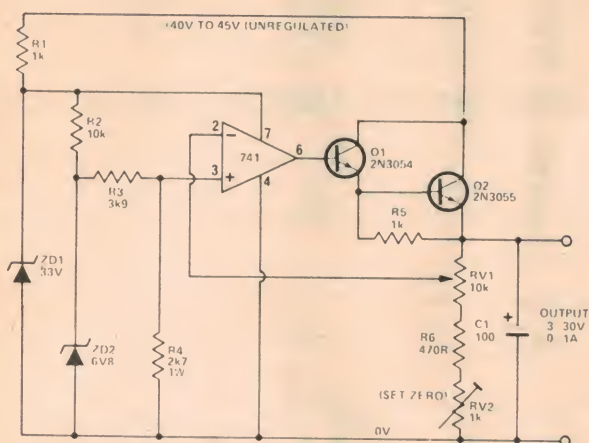 (40V TO 45V (UNREGULATED)
R1
1k
R2
10k
2
7
741
6
Q1
2N3054
3
4
R3
3k9
Q2
2N3055
R5
1k
ZD1
33V
RV1
10k
ZD2
6V8
R4
2k7
1W
R6
470R
C1
100
OUTPUT
3 30V
0 1A
(SET ZERO)
RV2
1k
0V